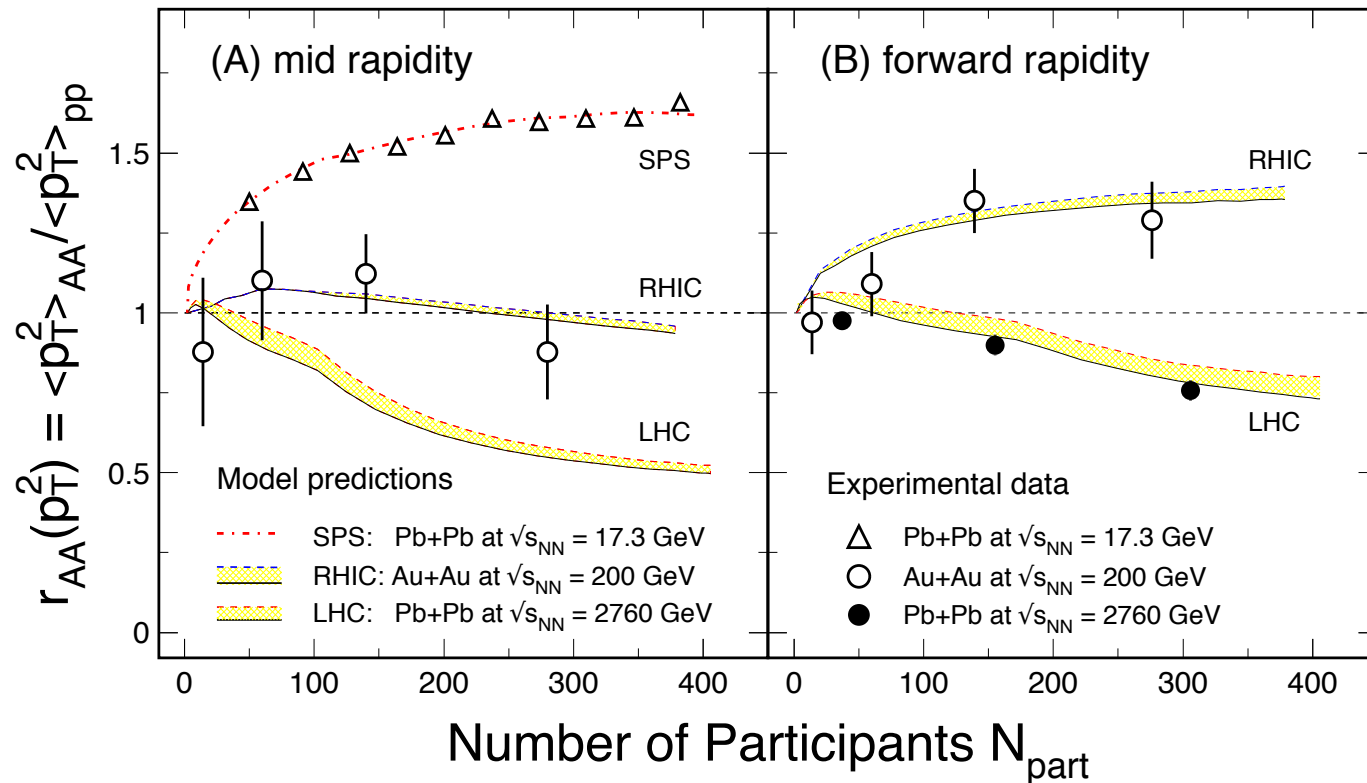 r_AA(p_T^2) = <p_T^2>_AA/<p_T^2>_pp
(A) mid rapidity
(B) forward rapidity
1.5
1
0.5
0
SPS
RHIC
LHC
RHIC
LHC
Model predictions
SPS: Pb+Pb at √s_NN = 17.3 GeV
RHIC: Au+Au at √s_NN = 200 GeV
LHC: Pb+Pb at √s_NN = 2760 GeV
Experimental data
Pb+Pb at √s_NN = 17.3 GeV
Au+Au at √s_NN = 200 GeV
Pb+Pb at √s_NN = 2760 GeV
0 100 200 300 400
0 100 200 300 400
Number of Participants N_part